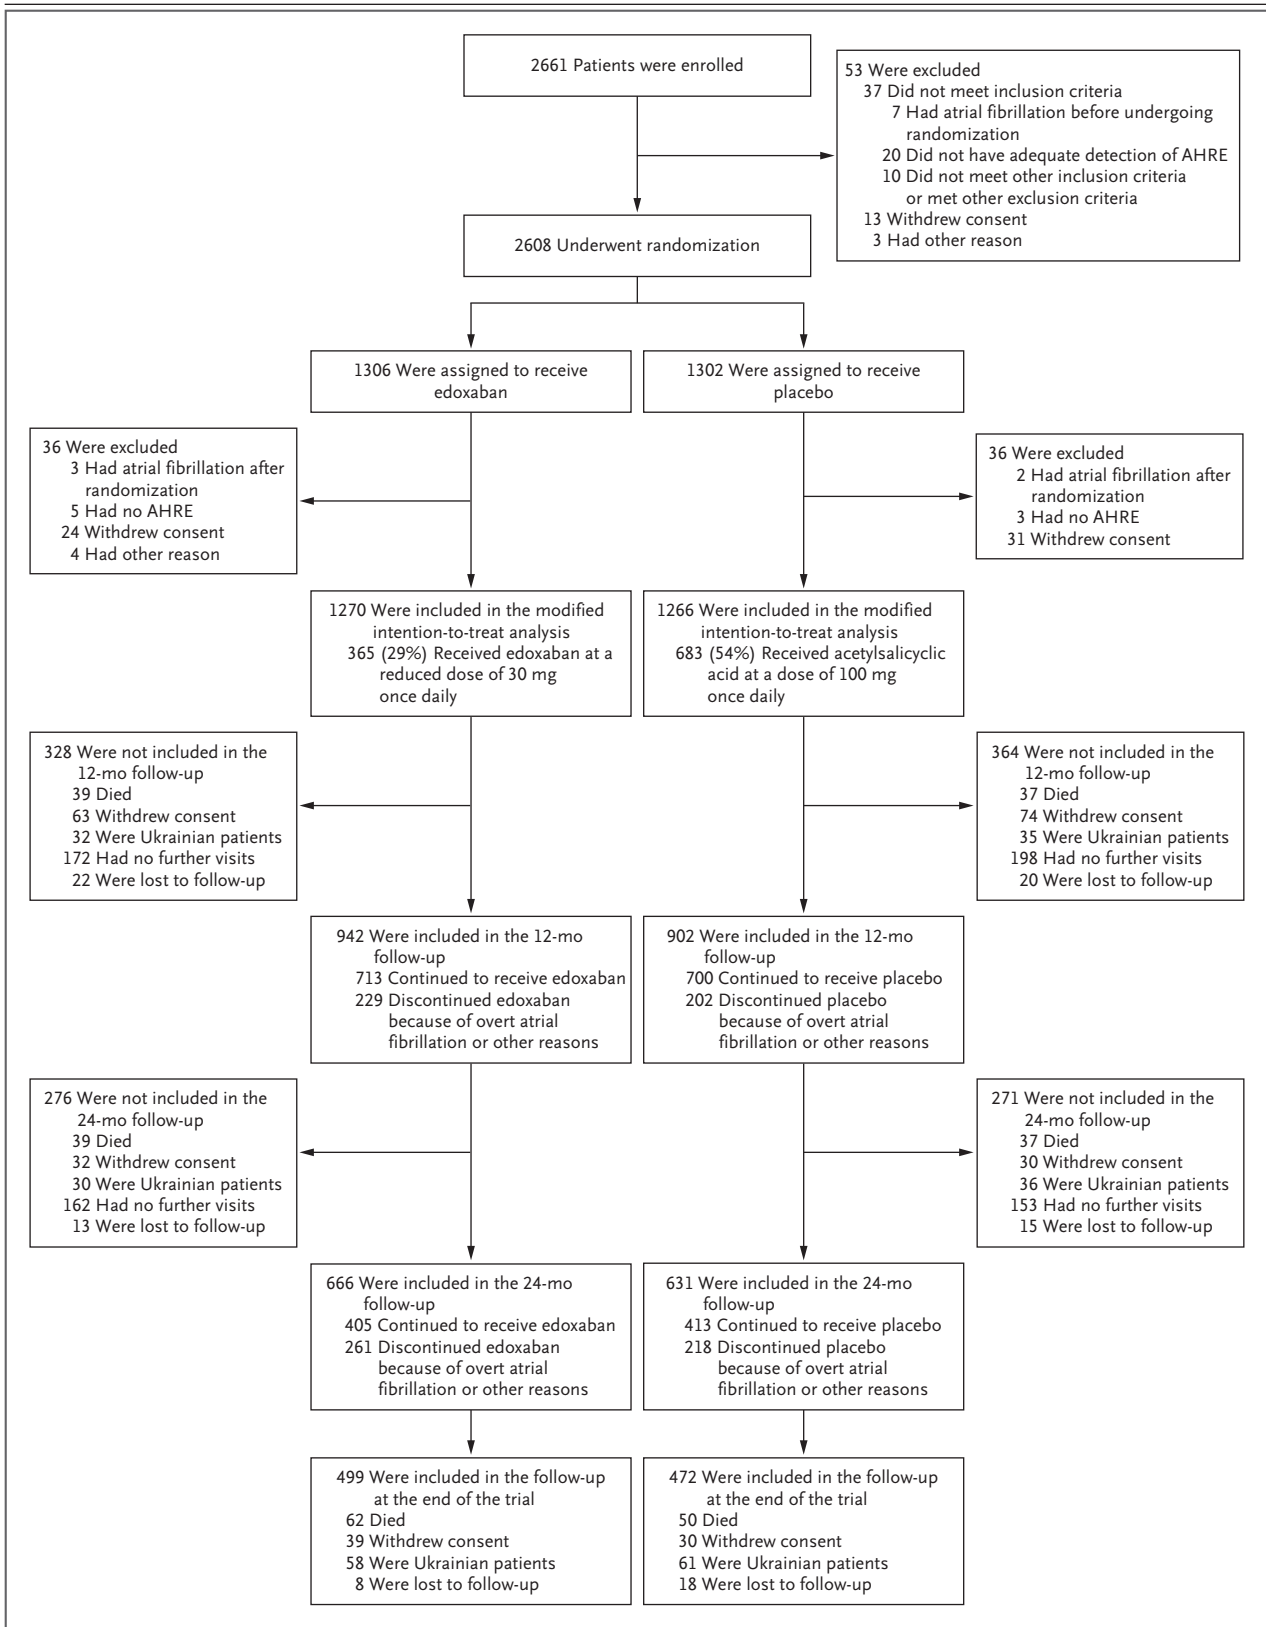 2661 Patients were enrolled
53 Were excluded
37 Did not meet inclusion criteria
7 Had atrial fibrillation before undergoing
randomization
20 Did not have adequate detection of AHRE
10 Did not meet other inclusion criteria
or met other exclusion criteria
13 Withdrew consent
3 Had other reason
2608 Underwent randomization
1306 Were assigned to receive
edoxaban
1302 Were assigned to receive
placebo
36 Were excluded
3 Had atrial fibrillation after
randomization
5 Had no AHRE
24 Withdrew consent
4 Had other reason
36 Were excluded
2 Had atrial fibrillation after
randomization
3 Had no AHRE
31 Withdrew consent
1270 Were included in the modified
intention-to-treat analysis
365 (29%) Received edoxaban at a
reduced dose of 30 mg
once daily
1266 Were included in the modified
intention-to-treat analysis
683 (54%) Received acetylsalicyclic
acid at a dose of 100 mg
once daily
328 Were not included in the
12-mo follow-up
39 Died
63 Withdrew consent
32 Were Ukrainian patients
172 Had no further visits
22 Were lost to follow-up
364 Were not included in the
12-mo follow-up
37 Died
74 Withdrew consent
35 Were Ukrainian patients
198 Had no further visits
20 Were lost to follow-up
942 Were included in the 12-mo
follow-up
713 Continued to receive edoxaban
229 Discontinued edoxaban
because of overt atrial
fibrillation or other reasons
902 Were included in the 12-mo
follow-up
700 Continued to receive placebo
202 Discontinued placebo
because of overt atrial
fibrillation or other reasons
276 Were not included in the
24-mo follow-up
39 Died
32 Withdrew consent
30 Were Ukrainian patients
162 Had no further visits
13 Were lost to follow-up
271 Were not included in the
24-mo follow-up
37 Died
30 Withdrew consent
36 Were Ukrainian patients
153 Had no further visits
15 Were lost to follow-up
666 Were included in the 24-mo
follow-up
405 Continued to receive edoxaban
261 Discontinued edoxaban
because of overt atrial
fibrillation or other reasons
631 Were included in the 24-mo
follow-up
413 Continued to receive placebo
218 Discontinued placebo
because of overt atrial
fibrillation or other reasons
499 Were included in the follow-up
at the end of the trial
62 Died
39 Withdrew consent
58 Were Ukrainian patients
8 Were lost to follow-up
472 Were included in the follow-up
at the end of the trial
50 Died
30 Withdrew consent
61 Were Ukrainian patients
18 Were lost to follow-up